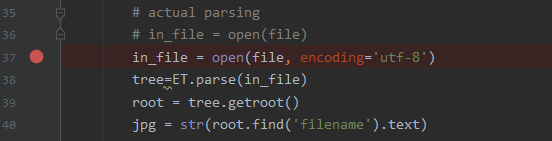 35 # actual parsing
36 # in_file = open(file)
37 in_file = open(file, encoding='utf-8')
38 tree=ET.parse(in_file)
39 root = tree.getroot()
40 jpg = str(root.find('filename').text)